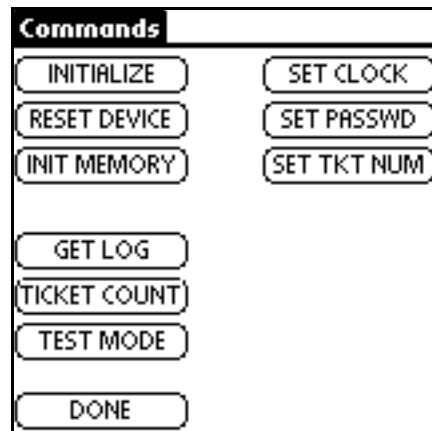 Commands
INITIALIZE
SET CLOCK
RESET DEVICE
SET PASSWD
INIT MEMORY
SET TKT NUM
GET LOG
TICKET COUNT
TEST MODE
DONE